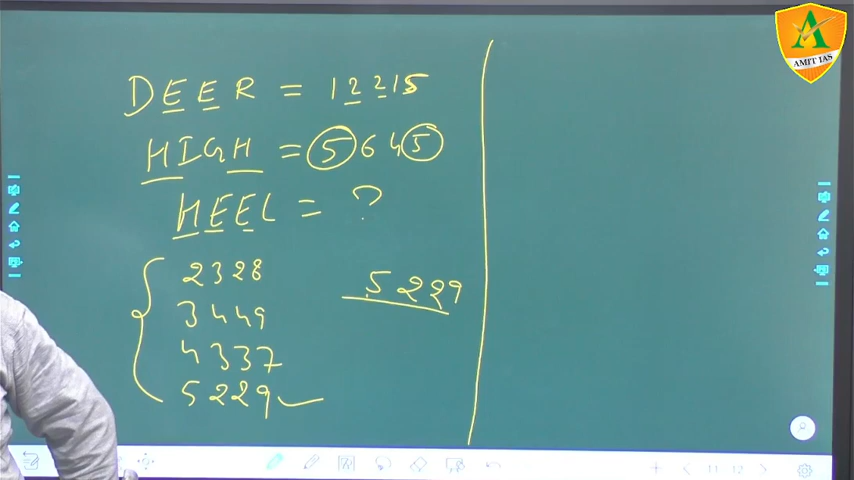 DEER = 12215
HIGH = 5645
HEEL = ?
2328
3449
4337
5229
5229
A
AMIT IAS
11 12